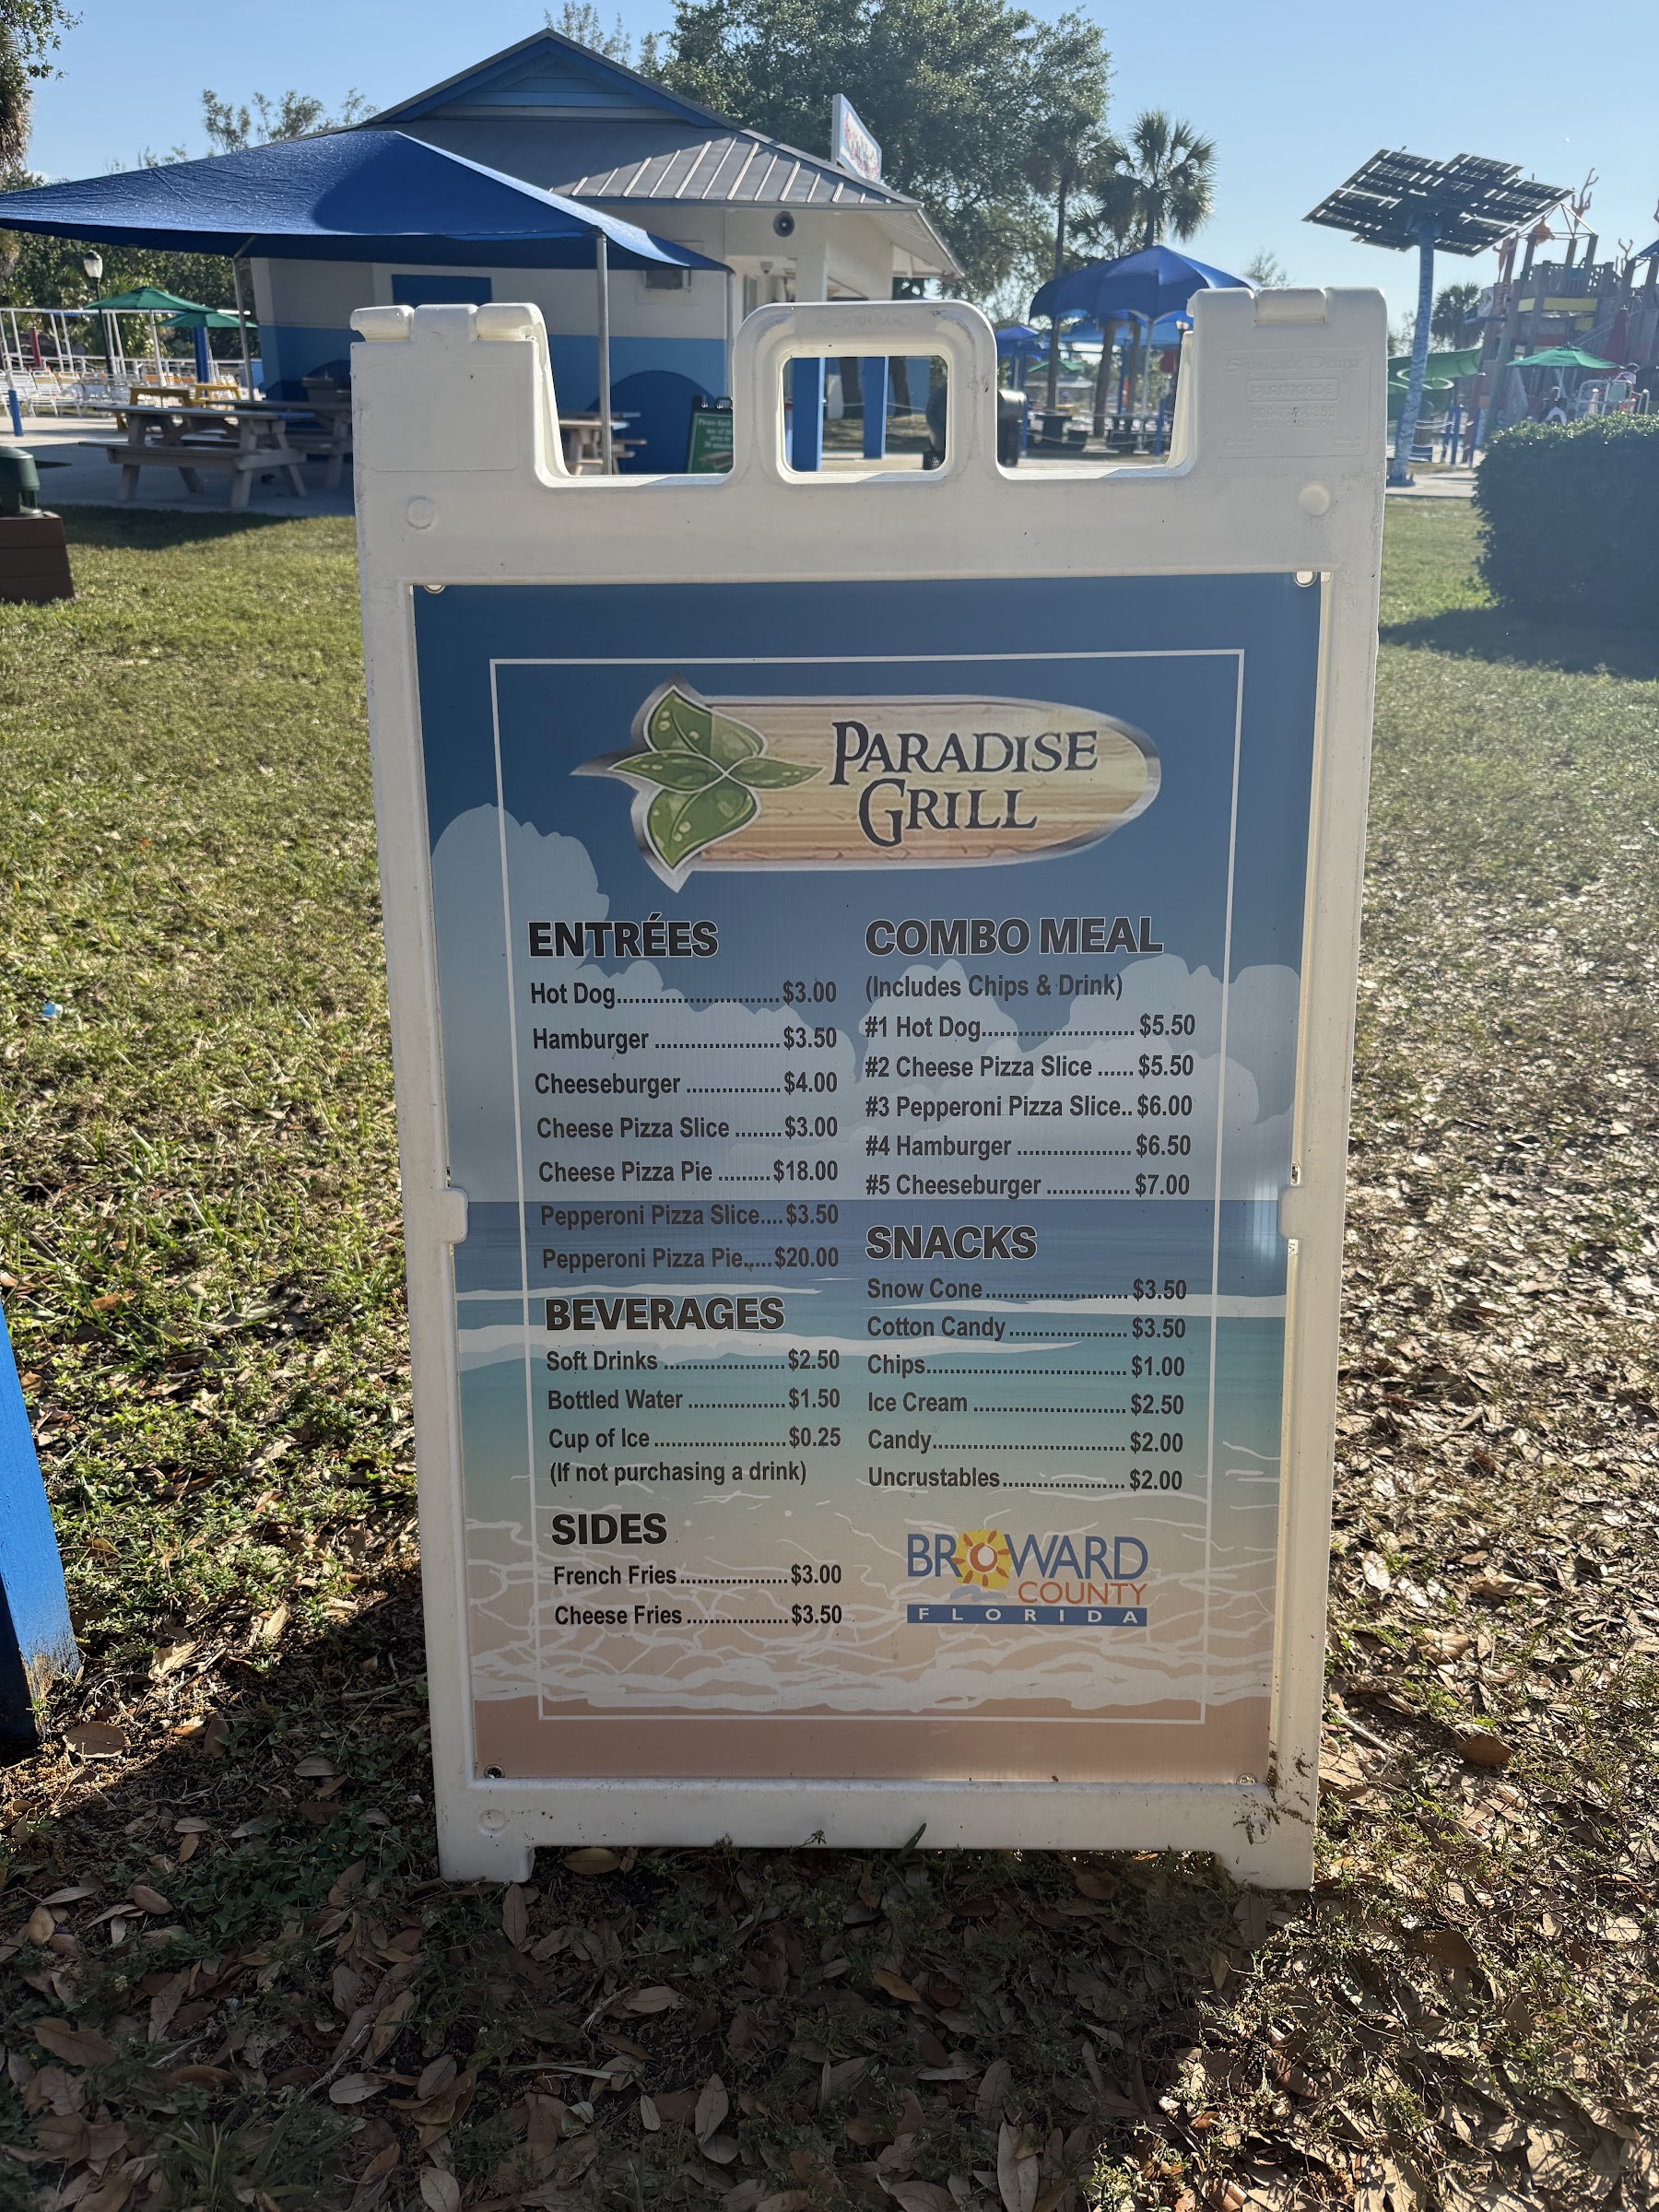 PARADISE
GRILL
ENTRÉES
Hot Dog............................$3.00
Hamburger ......................$3.50
Cheeseburger ................$4.00
Cheese Pizza Slice ........$3.00
Cheese Pizza Pie .........$18.00
Pepperoni Pizza Slice....$3.50
Pepperoni Pizza Pie.....$20.00
BEVERAGES
Soft Drinks .....................$2.50
Bottled Water .................$1.50
Cup of Ice .......................$0.25
(If not purchasing a drink)
SIDES
French Fries ...................$3.00
Cheese Fries ..................$3.50
COMBO MEAL
(Includes Chips & Drink)
#1 Hot Dog.......................... $5.50
#2 Cheese Pizza Slice ...... $5.50
#3 Pepperoni Pizza Slice.. $6.00
#4 Hamburger .................... $6.50
#5 Cheeseburger .............. $7.00
SNACKS
Snow Cone ........................ $3.50
Cotton Candy .................... $3.50
Chips.................................. $1.00
Ice Cream .......................... $2.50
Candy................................. $2.00
Uncrustables..................... $2.00
BROWARD
COUNTY
FLORIDA